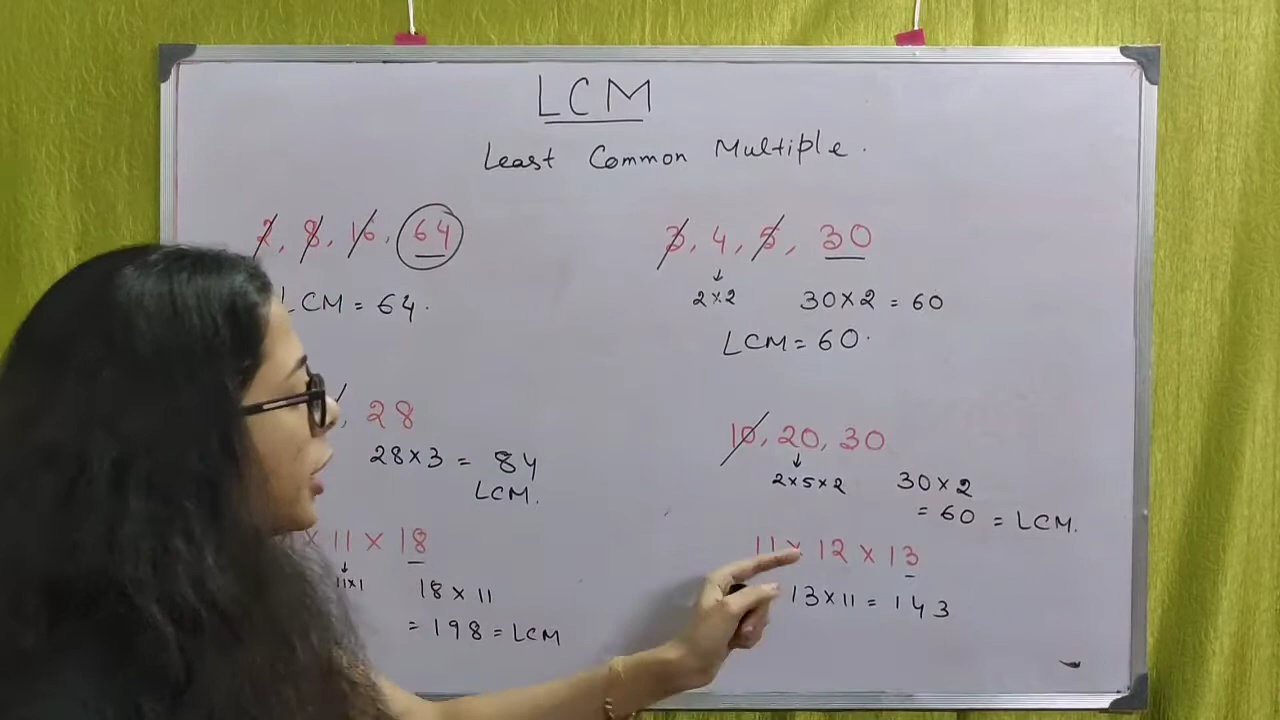 LCM
Least Common Multiple.
2, 8, 16, 64
LCM = 64.
, 28
28×3 = 84
LCM.
× 11 × 18
11×1
18 × 11
= 198 = LCM
3, 4, 5, 30
2×2
30×2 = 60
LCM = 60.
10, 20, 30
2×5×2
30×2
= 60 = LCM.
11 × 12 × 13
13×11 = 143